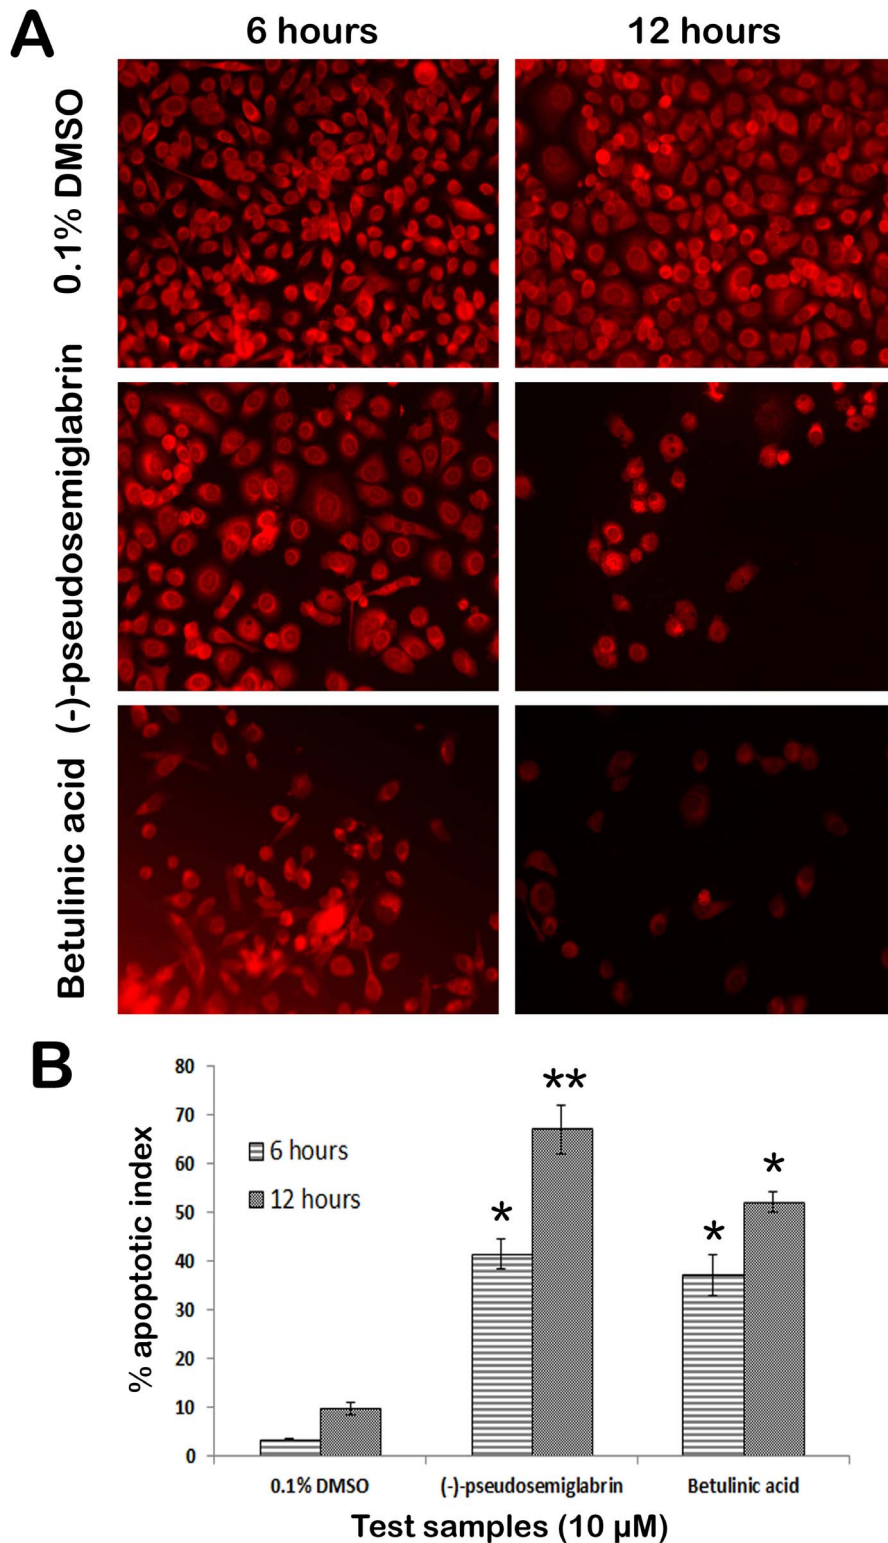 A
6 hours
12 hours
0.1% DMSO
(-)-pseudosemiglabrin
Betulinic acid
B
80
70
60
50
40
30
20
10
0
% apoptotic index
6 hours
12 hours
*
**
*
*
0.1% DMSO
(-)-pseudosemiglabrin
Betulinic acid
Test samples (10 µM)